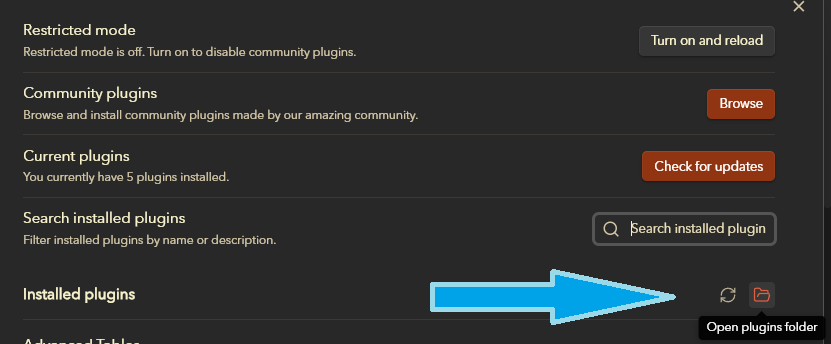 Restricted mode
Restricted mode is off. Turn on to disable community plugins.
Turn on and reload
Community plugins
Browse and install community plugins made by our amazing community.
Browse
Current plugins
You currently have 5 plugins installed.
Check for updates
Search installed plugins
Filter installed plugins by name or description.
Search installed plugin
Installed plugins
Open plugins folder
Advanced Tables